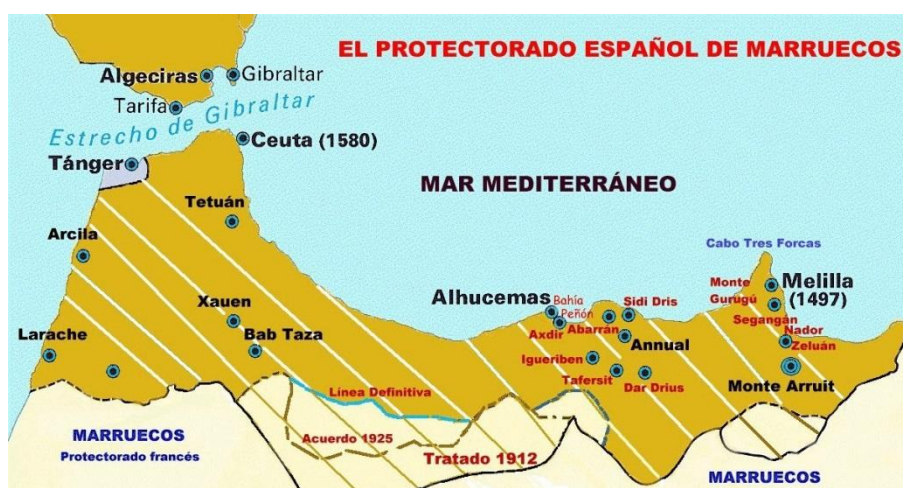 EL PROTECTORADO ESPAÑOL DE MARRUECOS
Algeciras
Gibraltar
Tarifa
Estrecho de Gibraltar
Ceuta (1580)
Tánger
MAR MEDITERRÁNEO
Tetuán
Arcila
Cabo Tres Forcas
Melilla
(1497)
Monte
Gurugú
Segangán
Nador
Zeluán
Monte Arruit
Alhucemas
Bahía
Peñón
Axdir
Abarrán
Sidi Dris
Annual
Igueriben
Tafersit
Dar Drius
Xauen
Bab Taza
Larache
Línea Definitiva
Acuerdo 1925
Tratado 1912
MARRUECOS
Protectorado francés
MARRUECOS